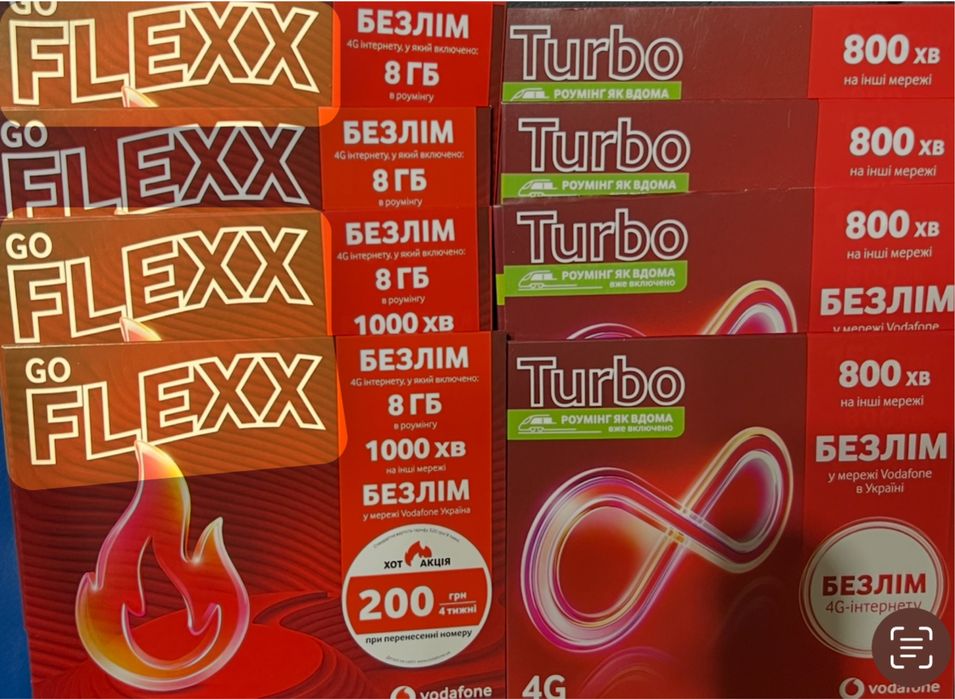 GO
FLEXX
БЕЗЛІМ
4G інтернету, у який включено:
8 ГБ
в роумінгу
GO
FLEXX
БЕЗЛІМ
4G інтернету, у який включено:
8 ГБ
в роумінгу
GO
FLEXX
БЕЗЛІМ
4G інтернету, у який включено:
8 ГБ
в роумінгу
1000 ХВ
GO
FLEXX
БЕЗЛІМ
4G інтернету, у який включено:
8 ГБ
в роумінгу
1000 ХВ
на інші мережі
БЕЗЛІМ
у мережі Vodafone Україна
ХОТ АКЦІЯ
200 грн
4 тижні
при перенесенні номеру
vodafone
Turbo
РОУМІНГ ЯК ВДОМА
800 ХВ
на інші мережі
Turbo
РОУМІНГ ЯК ВДОМА
800 ХВ
на інші мережі
Turbo
РОУМІНГ ЯК ВДОМА
вже включено
800 ХВ
на інші мережі
БЕЗЛІМ
у мережі Vodafone
Turbo
РОУМІНГ ЯК ВДОМА
вже включено
800 ХВ
на інші мережі
БЕЗЛІМ
у мережі Vodafone
в Україні
БЕЗЛІМ
4G-інтернету
4G
vodafone